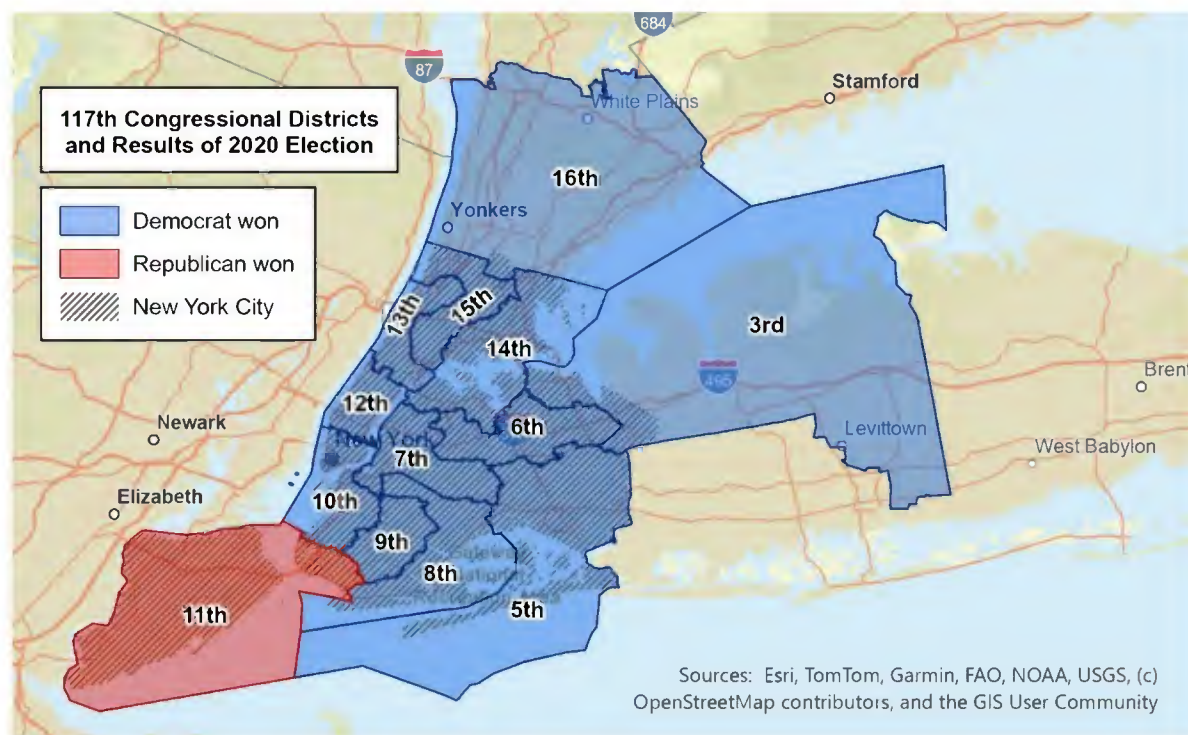 684
87
Stamford
117th Congressional Districts
and Results of 2020 Election
White Plains
16th
Democrat won
Republican won
New York City
Yonkers
13th
15th
3rd
14th
495
Brent
12th
6th
Newark
New York
7th
Levittown
West Babylon
Elizabeth
10th
9th
8th
Gateway
National
11th
5th
Sources: Esri, TomTom, Garmin, FAO, NOAA, USGS, (c)
OpenStreetMap contributors, and the GIS User Community